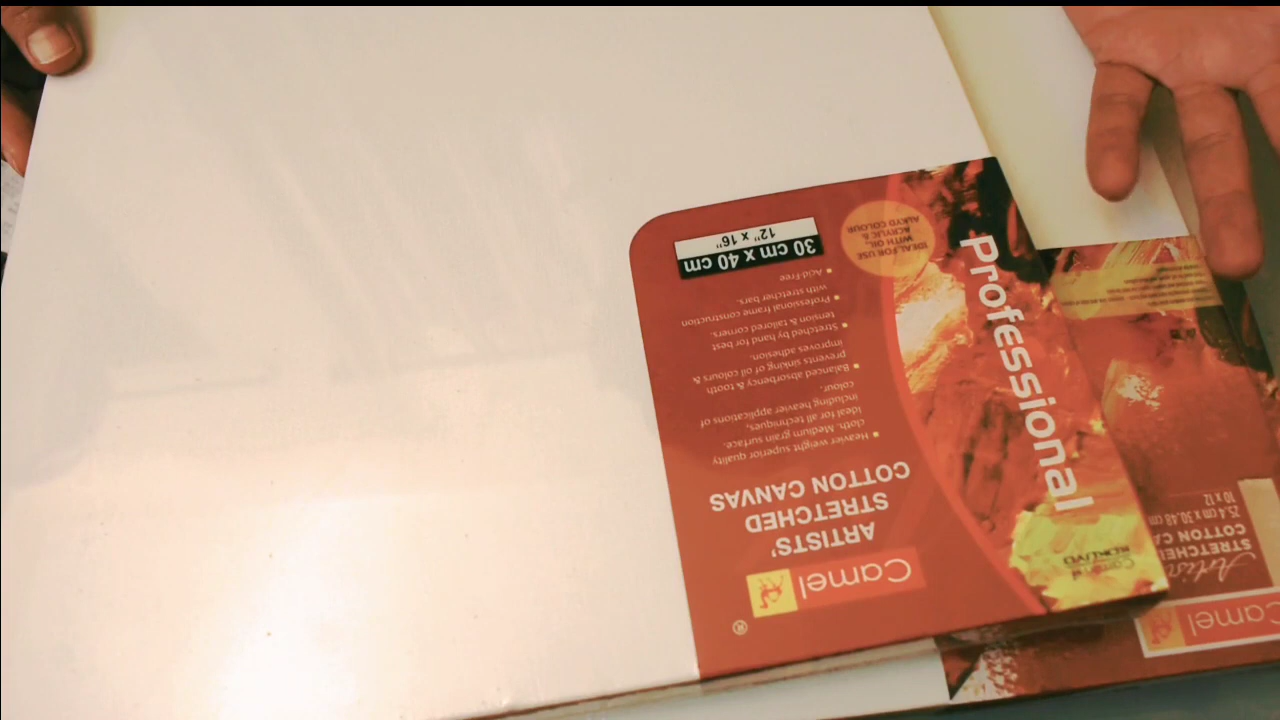 Camel
®
ARTISTS'
STRETCHED
COTTON CANVAS
• Heavier weight superior quality
cloth. Medium grain surface.
Ideal for all techniques,
including heavier applications of
colour.
• Balanced absorbency & tooth
prevents sinking of oil colours &
improves adhesion.
• Stretched by hand for best
tension & tailored corners.
• Professional frame construction
with stretcher bars.
• Acid-Free
30 cm x 40 cm
12" x 16"
IDEAL FOR USE
WITH OIL,
ACRYLIC &
ALKYD COLOUR
Professional
KOKUYO
Camel
Artis
STRETCHED
COTTON CA
25.4 cm x 30.48 cm
10 x 12